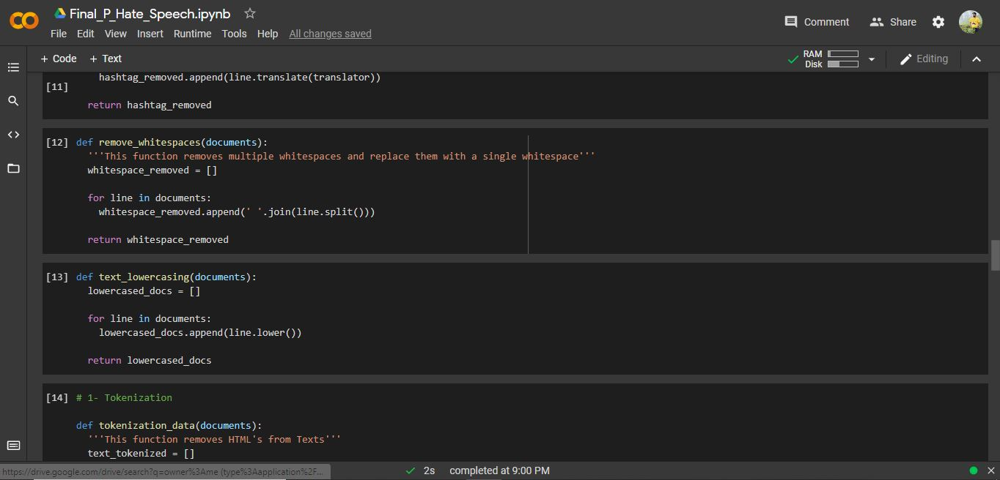 CO Final_P_Hate_Speech.ipynb
File Edit View Insert Runtime Tools Help All changes saved
Comment Share
+ Code + Text
RAM
Disk
Editing
hashtag_removed.append(line.translate(translator))
[11]
return hashtag_removed
[12] def remove_whitespaces(documents):
'''This function removes multiple whitespaces and replace them with a single whitespace'''
whitespace_removed = []
for line in documents:
whitespace_removed.append(' '.join(line.split()))
return whitespace_removed
[13] def text_lowercasing(documents):
lowercased_docs = []
for line in documents:
lowercased_docs.append(line.lower())
return lowercased_docs
[14] # 1- Tokenization
def tokenization_data(documents):
'''This function removes HTML's from Texts'''
text_tokenized = []
https://drive.google.com/drive/search?q=owner%3Ame (type%3Aapplication%2F...
2s completed at 9:00 PM